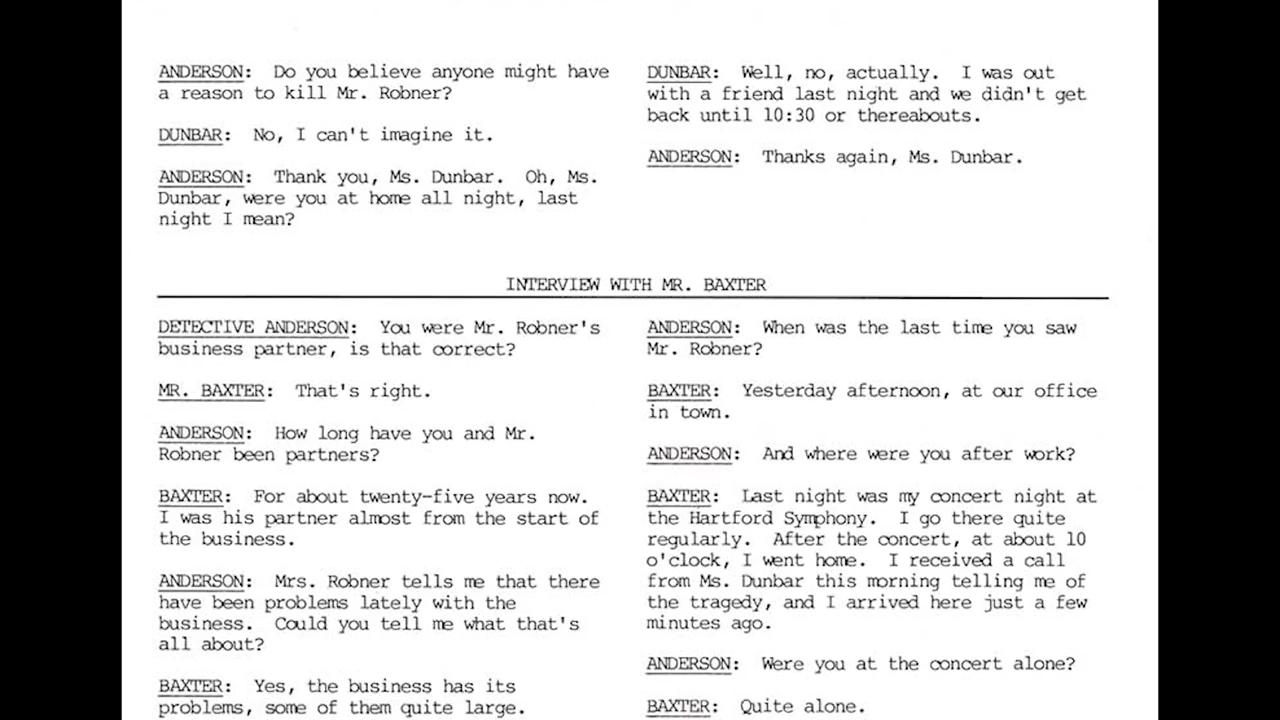 ANDERSON: Do you believe anyone might have
a reason to kill Mr. Robner?
DUNBAR: No, I can't imagine it.
ANDERSON: Thank you, Ms. Dunbar. Oh, Ms.
Dunbar, were you at home all night, last
night I mean?
DUNBAR: Well, no, actually. I was out
with a friend last night and we didn't get
back until 10:30 or thereabouts.
ANDERSON: Thanks again, Ms. Dunbar.
INTERVIEW WITH MR. BAXTER
DETECTIVE ANDERSON: You were Mr. Robner's
business partner, is that correct?
MR. BAXTER: That's right.
ANDERSON: How long have you and Mr.
Robner been partners?
BAXTER: For about twenty-five years now.
I was his partner almost from the start of
the business.
ANDERSON: Mrs. Robner tells me that there
have been problems lately with the
business. Could you tell me what that's
all about?
BAXTER: Yes, the business has its
problems, some of them quite large.
ANDERSON: When was the last time you saw
Mr. Robner?
BAXTER: Yesterday afternoon, at our office
in town.
ANDERSON: And where were you after work?
BAXTER: Last night was my concert night at
the Hartford Symphony. I go there quite
regularly. After the concert, at about 10
o'clock, I went home. I received a call
from Ms. Dunbar this morning telling me of
the tragedy, and I arrived here just a few
minutes ago.
ANDERSON: Were you at the concert alone?
BAXTER: Quite alone.